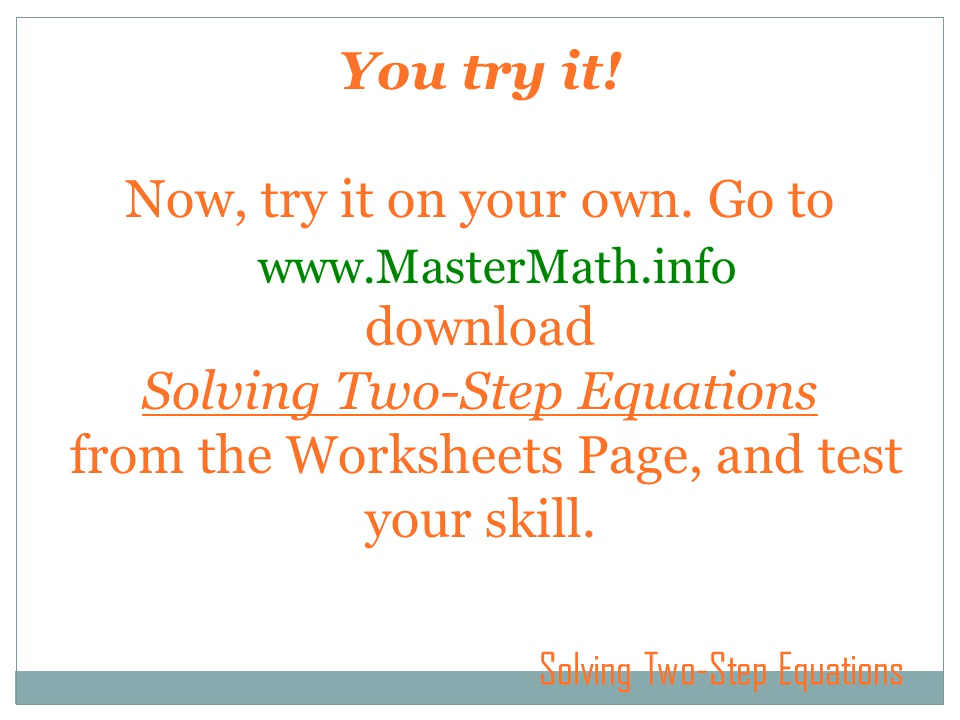 You try it!
Now, try it on your own. Go to
www.MasterMath.info
download
Solving Two-Step Equations
from the Worksheets Page, and test
your skill.
Solving Two-Step Equations